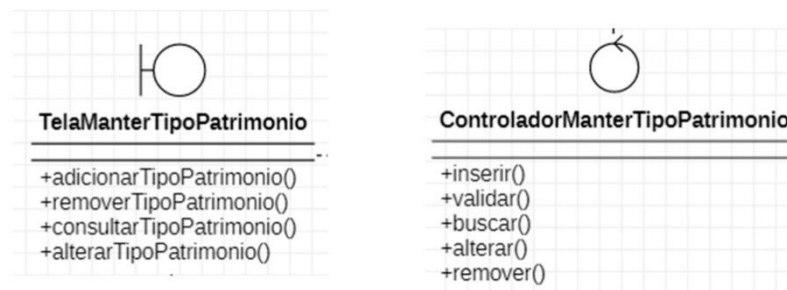 TelaManterTipoPatrimonio
+adicionarTipoPatrimonio()
+removerTipoPatrimonio()
+consultarTipoPatrimonio()
+alterarTipoPatrimonio()
ControladorManterTipoPatrimonio
+inserir()
+validar()
+buscar()
+alterar()
+remover()